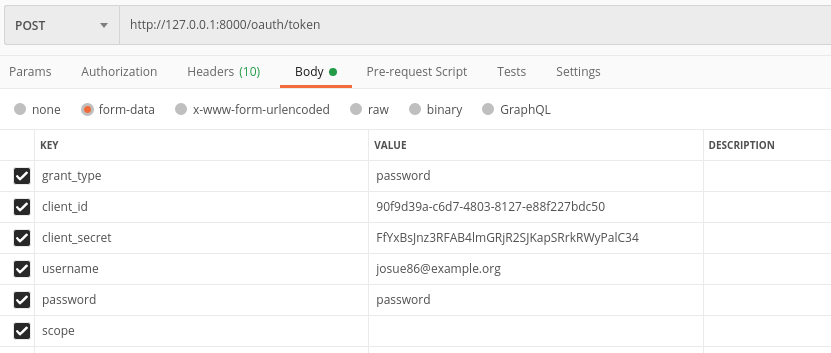 POST http://127.0.0.1:8000/oauth/token
Params Authorization Headers (10) Body Pre-request Script Tests Settings
none form-data x-www-form-urlencoded raw binary GraphQL
KEY VALUE DESCRIPTION
grant_type password
client_id 90f9d39a-c6d7-4803-8127-e88f227bdc50
client_secret FfYxBsJnz3RFAB4lmGRjR2SJKapSRrkRWyPalC34
username josue86@example.org
password password
scope